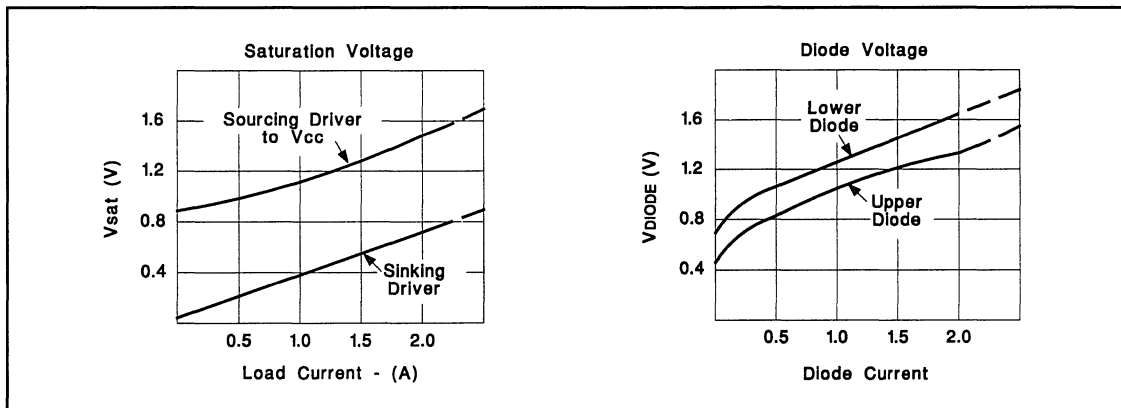 Saturation Voltage
1.6
1.2
0.8
0.4
Vsat (V)
Sourcing Driver
to Vcc
Sinking
Driver
0.5 1.0 1.5 2.0
Load Current - (A)
Diode Voltage
1.6
1.2
0.8
0.4
VDIODE (V)
Lower
Diode
Upper
Diode
0.5 1.0 1.5 2.0
Diode Current